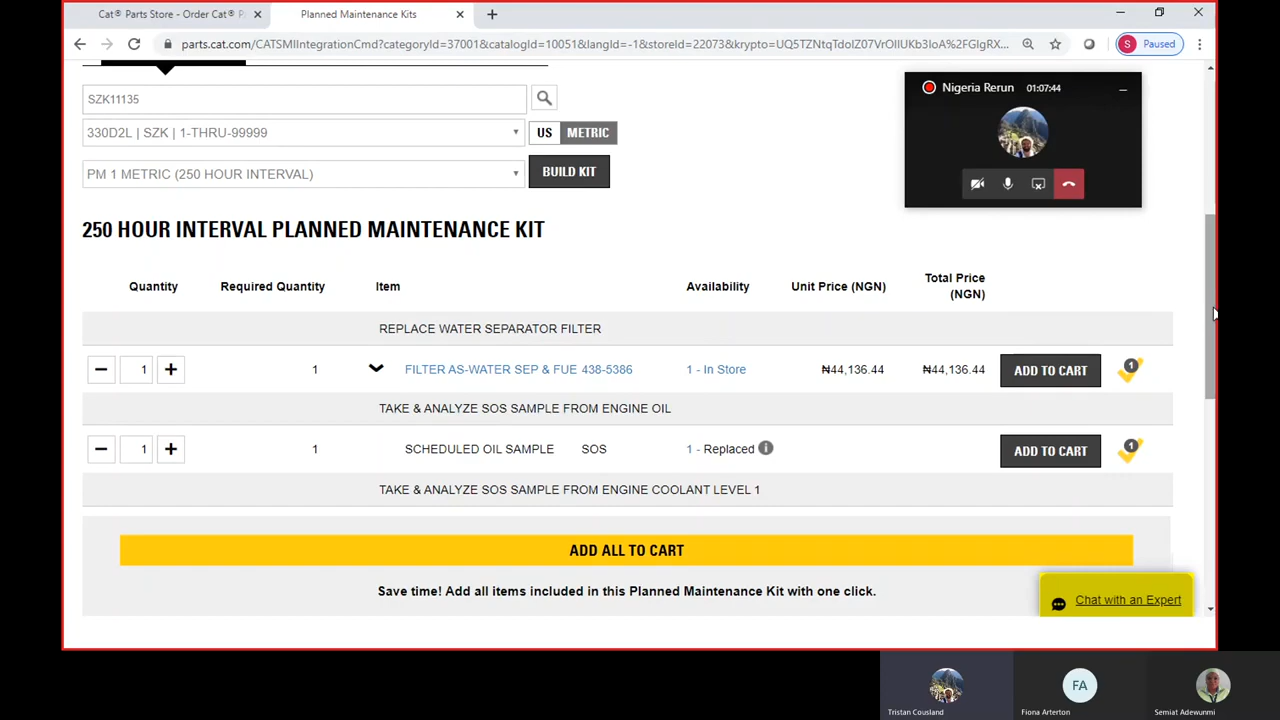 Cat® Parts Store - Order Cat® P
Planned Maintenance Kits
S Paused
parts.cat.com/CATSMIIntegrationCmd?categoryId=37001&catalogId=10051&langId=-1&storeId=22073&krypto=
Nigeria Rerun 01:07:44
SZK11135
330D2L | SZK | 1-THRU-99999
US METRIC
PM 1 METRIC (250 HOUR INTERVAL)
BUILD KIT
250 HOUR INTERVAL PLANNED MAINTENANCE KIT
Quantity Required Quantity Item Availability Unit Price (NGN) Total Price (NGN)
REPLACE WATER SEPARATOR FILTER
1 1 FILTER AS-WATER SEP & FUE 438-5386 1 - In Store ₦44,136.44 ₦44,136.44 ADD TO CART 1
TAKE & ANALYZE SOS SAMPLE FROM ENGINE OIL
1 1 SCHEDULED OIL SAMPLE SOS 1 - Replaced ADD TO CART 1
TAKE & ANALYZE SOS SAMPLE FROM ENGINE COOLANT LEVEL 1
ADD ALL TO CART
Save time! Add all items included in this Planned Maintenance Kit with one click.
Chat with an Expert
FA
Tristan Cousland
Fiona Arterton
Semiat Adewunmi